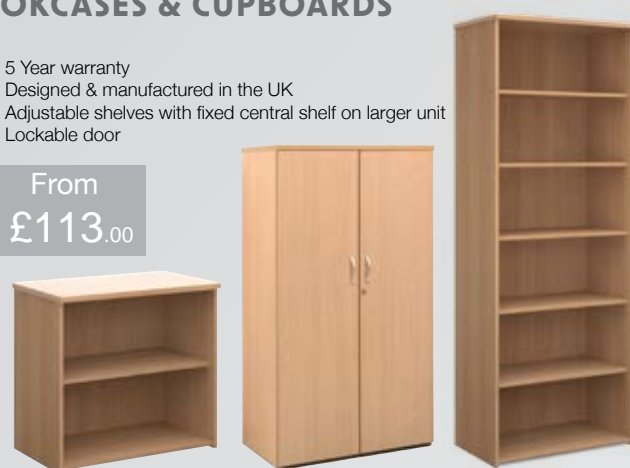 OKCASES & CUPBOARDS
5 Year warranty
Designed & manufactured in the UK
Adjustable shelves with fixed central shelf on larger unit
Lockable door
From
£113.00